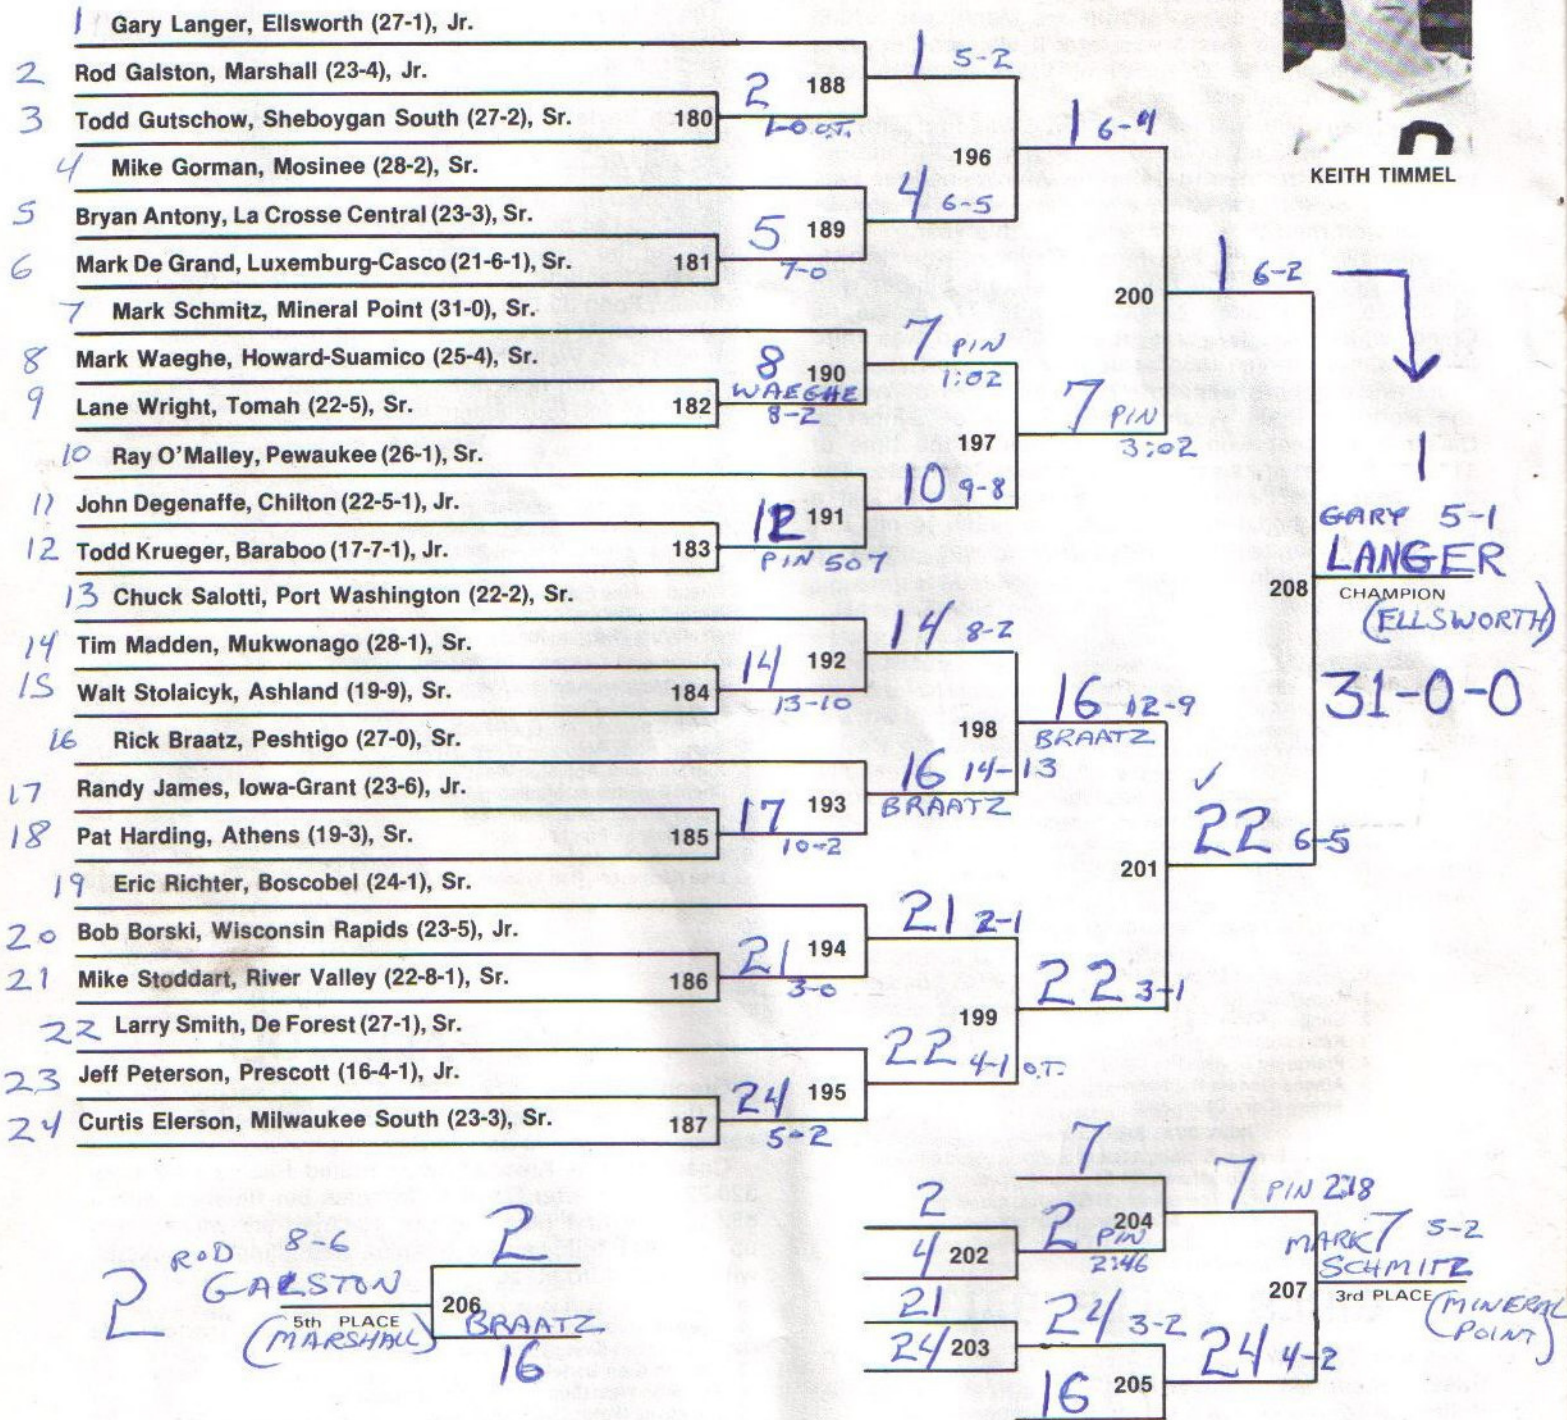 1 Gary Langer, Ellsworth (27-1), Jr.
2 Rod Galston, Marshall (23-4), Jr.
3 Todd Gutschow, Sheboygan South (27-2), Sr. 180
2 188
1-0 O.T.
1 5-2
4 Mike Gorman, Mosinee (28-2), Sr.
5 Bryan Antony, La Crosse Central (23-3), Sr.
6 Mark De Grand, Luxemburg-Casco (21-6-1), Sr. 181
5 189
7-0
4 6-5
196
1 6-4
KEITH TIMMEL
7 Mark Schmitz, Mineral Point (31-0), Sr.
8 Mark Waeghe, Howard-Suamico (25-4), Sr.
9 Lane Wright, Tomah (22-5), Sr. 182
8 190
WAEGHE
8-2
7 PIN
1:02
10 Ray O'Malley, Pewaukee (26-1), Sr.
11 John Degenaffe, Chilton (22-5-1), Jr.
12 Todd Krueger, Baraboo (17-7-1), Jr. 183
12 191
PIN 507
10 9-8
197
7 PIN
3:02
200
1 6-2
13 Chuck Salotti, Port Washington (22-2), Sr.
14 Tim Madden, Mukwonago (28-1), Sr.
15 Walt Stolaicyk, Ashland (19-9), Sr. 184
14 192
13-10
14 8-2
16 Rick Braatz, Peshtigo (27-0), Sr.
17 Randy James, Iowa-Grant (23-6), Jr.
18 Pat Harding, Athens (19-3), Sr. 185
17 193
10-2
16 14-13
BRAATZ
198
16 12-9
BRAATZ
19 Eric Richter, Boscobel (24-1), Sr.
20 Bob Borski, Wisconsin Rapids (23-5), Jr.
21 Mike Stoddart, River Valley (22-8-1), Sr. 186
21 194
3-0
21 2-1
22 Larry Smith, De Forest (27-1), Sr.
23 Jeff Peterson, Prescott (16-4-1), Jr.
24 Curtis Elerson, Milwaukee South (23-3), Sr. 187
24 195
5-2
22 4-1 O.T.
199
22 3-1
201
22 6-5
208
1
GARY 5-1
LANGER
CHAMPION
(ELLSWORTH)
31-0-0
2
BRAATZ
16
206
2 ROD 8-6
GALSTON
5th PLACE
(MARSHALL)
2
4 202
21
24 203
7
2 PIN 204
2:46
24 3-2
16 205
7 PIN 2:18
24 4-2
207
MARK 7 5-2
SCHMITZ
3rd PLACE
(MINERAL
POINT)